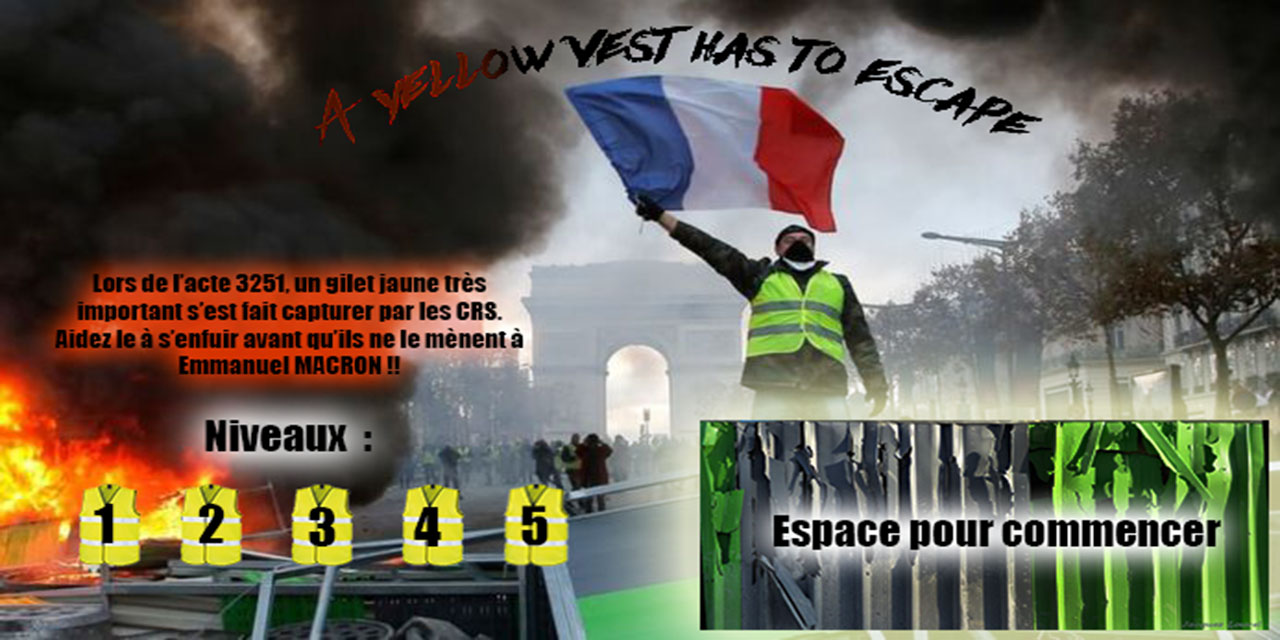 A YELLOW VEST HAS TO ESCAPE
Lors de l'acte 3251, un gilet jaune très
important s'est fait capturer par les CRS.
Aidez le à s'enfuir avant qu'ils ne le mènent à
Emmanuel MACRON !!
Niveaux :
1 2 3 4 5
Espace pour commencer